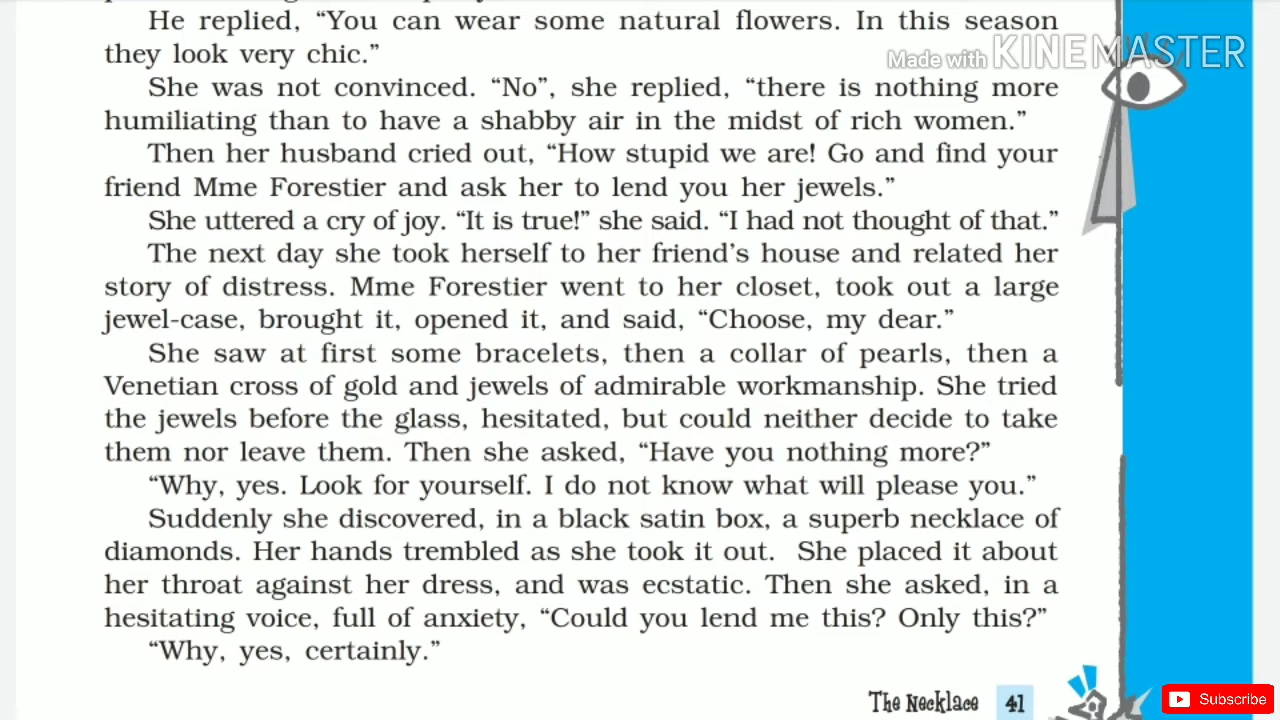 He replied, “You can wear some natural flowers. In this season
they look very chic.”
Made with KINEMASTER
She was not convinced. “No”, she replied, “there is nothing more
humiliating than to have a shabby air in the midst of rich women.”
Then her husband cried out, “How stupid we are! Go and find your
friend Mme Forestier and ask her to lend you her jewels.”
She uttered a cry of joy. “It is true!” she said. “I had not thought of that.”
The next day she took herself to her friend’s house and related her
story of distress. Mme Forestier went to her closet, took out a large
jewel-case, brought it, opened it, and said, “Choose, my dear.”
She saw at first some bracelets, then a collar of pearls, then a
Venetian cross of gold and jewels of admirable workmanship. She tried
the jewels before the glass, hesitated, but could neither decide to take
them nor leave them. Then she asked, “Have you nothing more?”
“Why, yes. Look for yourself. I do not know what will please you.”
Suddenly she discovered, in a black satin box, a superb necklace of
diamonds. Her hands trembled as she took it out. She placed it about
her throat against her dress, and was ecstatic. Then she asked, in a
hesitating voice, full of anxiety, “Could you lend me this? Only this?”
“Why, yes, certainly.”
The Necklace 41
Subscribe